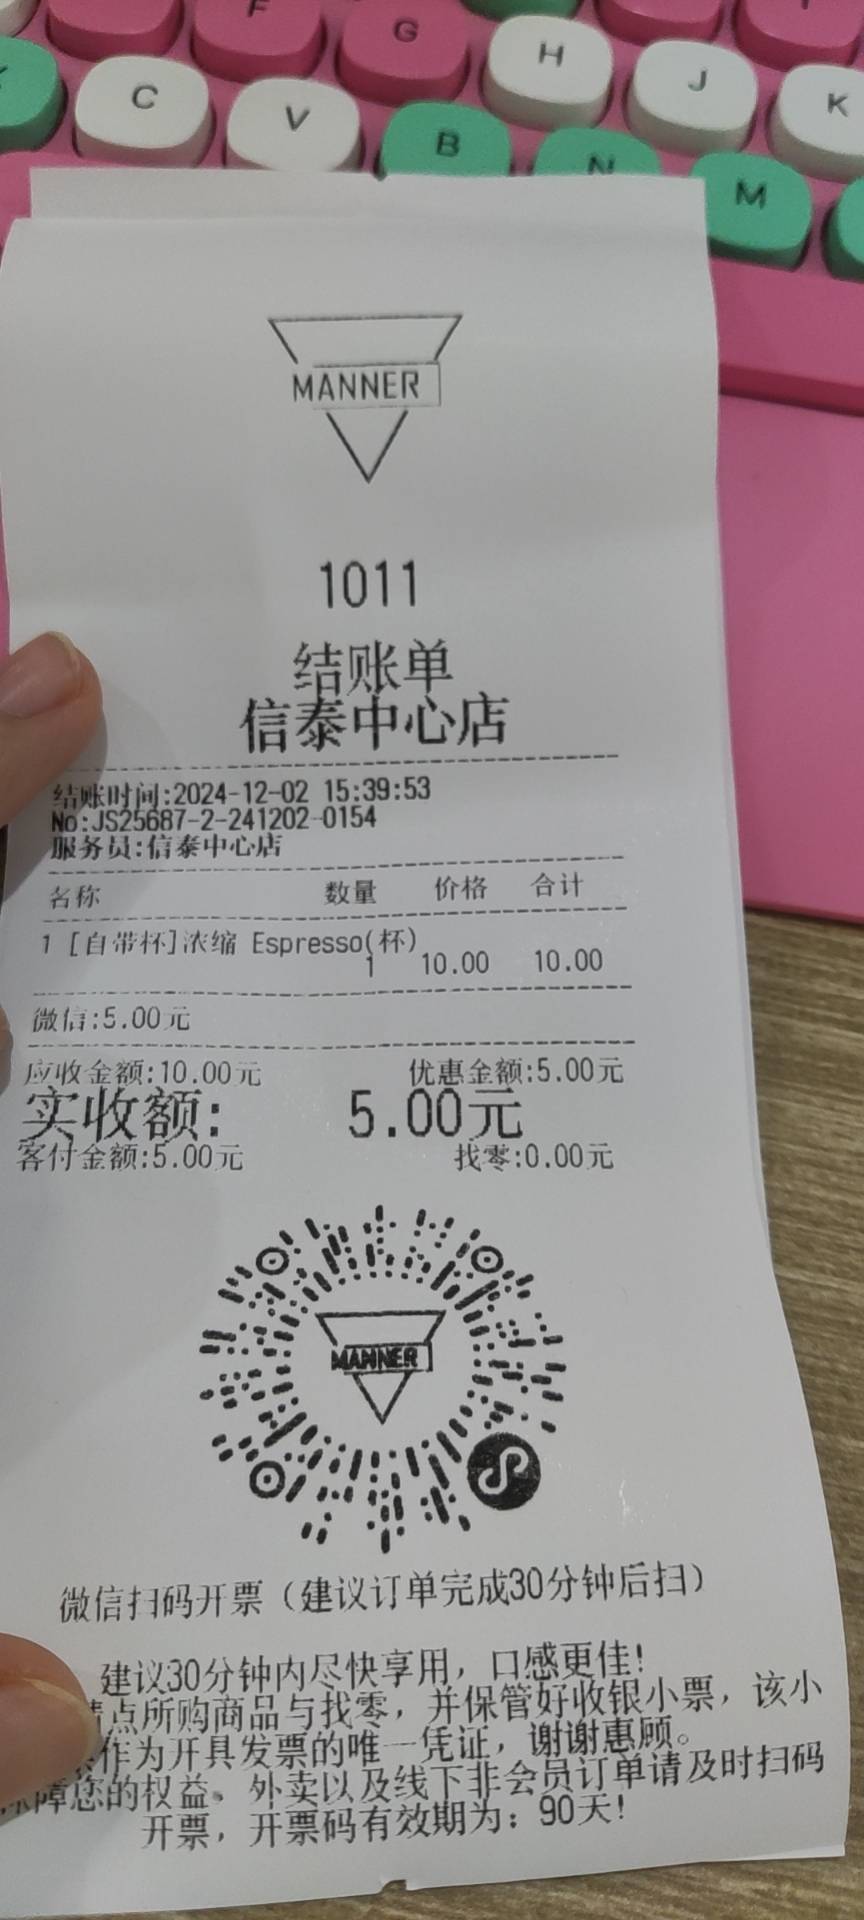 F
G
H
J
K
C
V
B
N
M
MANNER
1011
结账单
信泰中心店
结账时间:2024-12-02 15:39:53
No:JS25687-2-241202-0154
服务员:信泰中心店
名称 数量 价格 合计
1 [自带杯]浓缩 Espresso(杯)
1 10.00 10.00
微信:5.00元
应收金额:10.00元 优惠金额:5.00元
实收额: 5.00元
客付金额:5.00元 找零:0.00元
MANNER
微信扫码开票（建议订单完成30分钟后扫）
建议30分钟内尽快享用，口感更佳!
点所购商品与找零，并保管好收银小票，该小
作为开具发票的唯一凭证，谢谢惠顾。
障您的权益。外卖以及线下非会员订单请及时扫码
开票，开票码有效期为：90天!